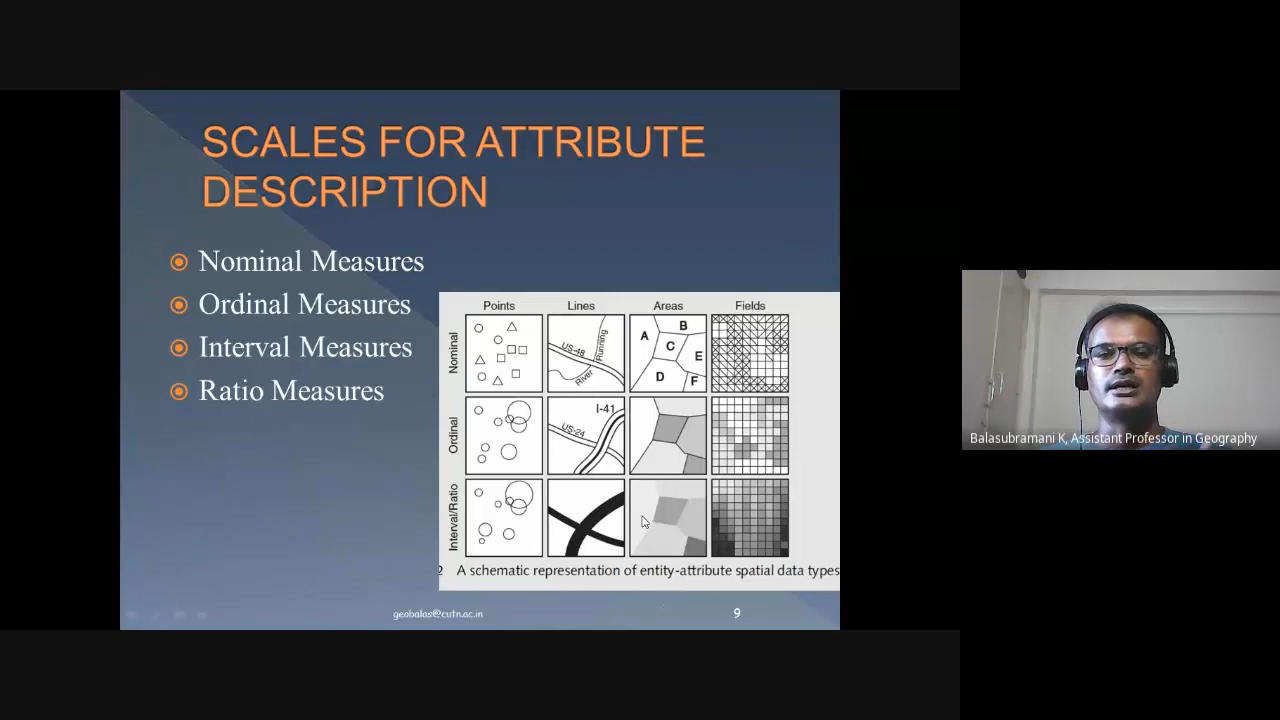 SCALES FOR ATTRIBUTE
DESCRIPTION
Nominal Measures
Ordinal Measures
Interval Measures
Ratio Measures
Points Lines Areas Fields
Nominal
US-48
Running
River
A
B
C
E
D
F
Ordinal
I-41
US-24
Interval/Ratio
2 A schematic representation of entity-attribute spatial data types
geobalas@cutn.ac.in
9
Balasubramani K, Assistant Professor in Geography